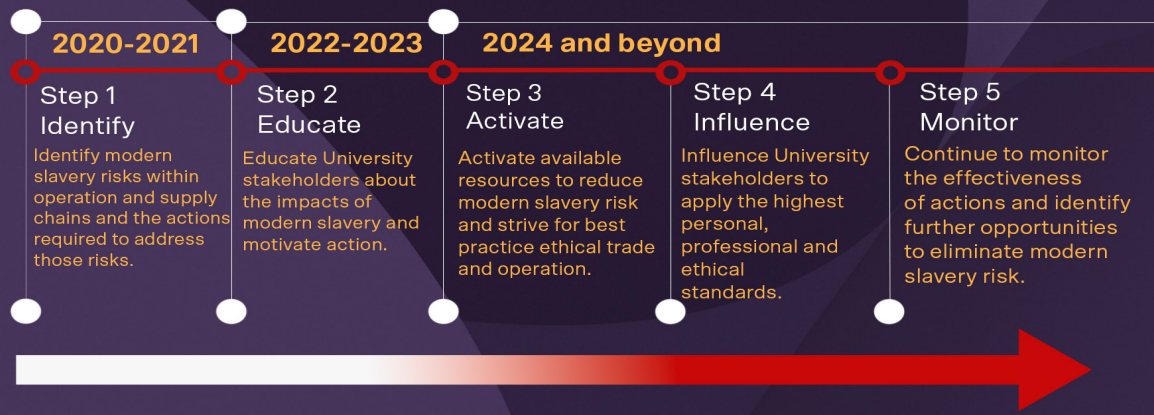 2020-2021
2022-2023
2024 and beyond
Step 1
Identify
Identify modern
slavery risks within
operation and supply
chains and the actions
required to address
those risks.
Step 2
Educate
Educate University
stakeholders about
the impacts of
modern slavery and
motivate action.
Step 3
Activate
Activate available
resources to reduce
modern slavery risk
and strive for best
practice ethical trade
and operation.
Step 4
Influence
Influence University
stakeholders to
apply the highest
personal,
professional and
ethical
standards.
Step 5
Monitor
Continue to monitor
the effectiveness
of actions and identify
further opportunities
to eliminate modern
slavery risk.